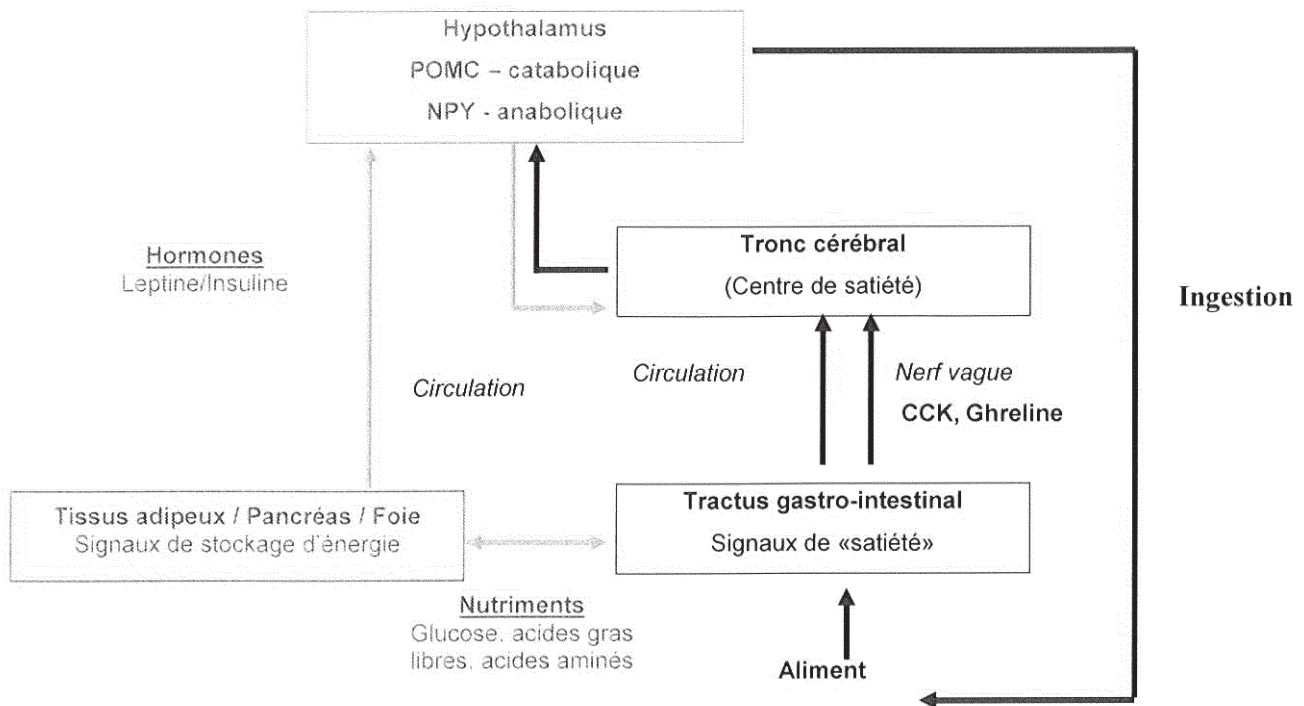 Hypothalamus
POMC – catabolique
NPY - anabolique
Tronc cérébral
(Centre de satiété)
Hormones
Leptine/Insuline
Ingestion
Circulation
Circulation
Nerf vague
CCK, Ghreline
Tissus adipeux / Pancréas / Foie
Signaux de stockage d'énergie
Tractus gastro-intestinal
Signaux de «satiété»
Nutriments
Glucose, acides gras
libres, acides aminés
Aliment